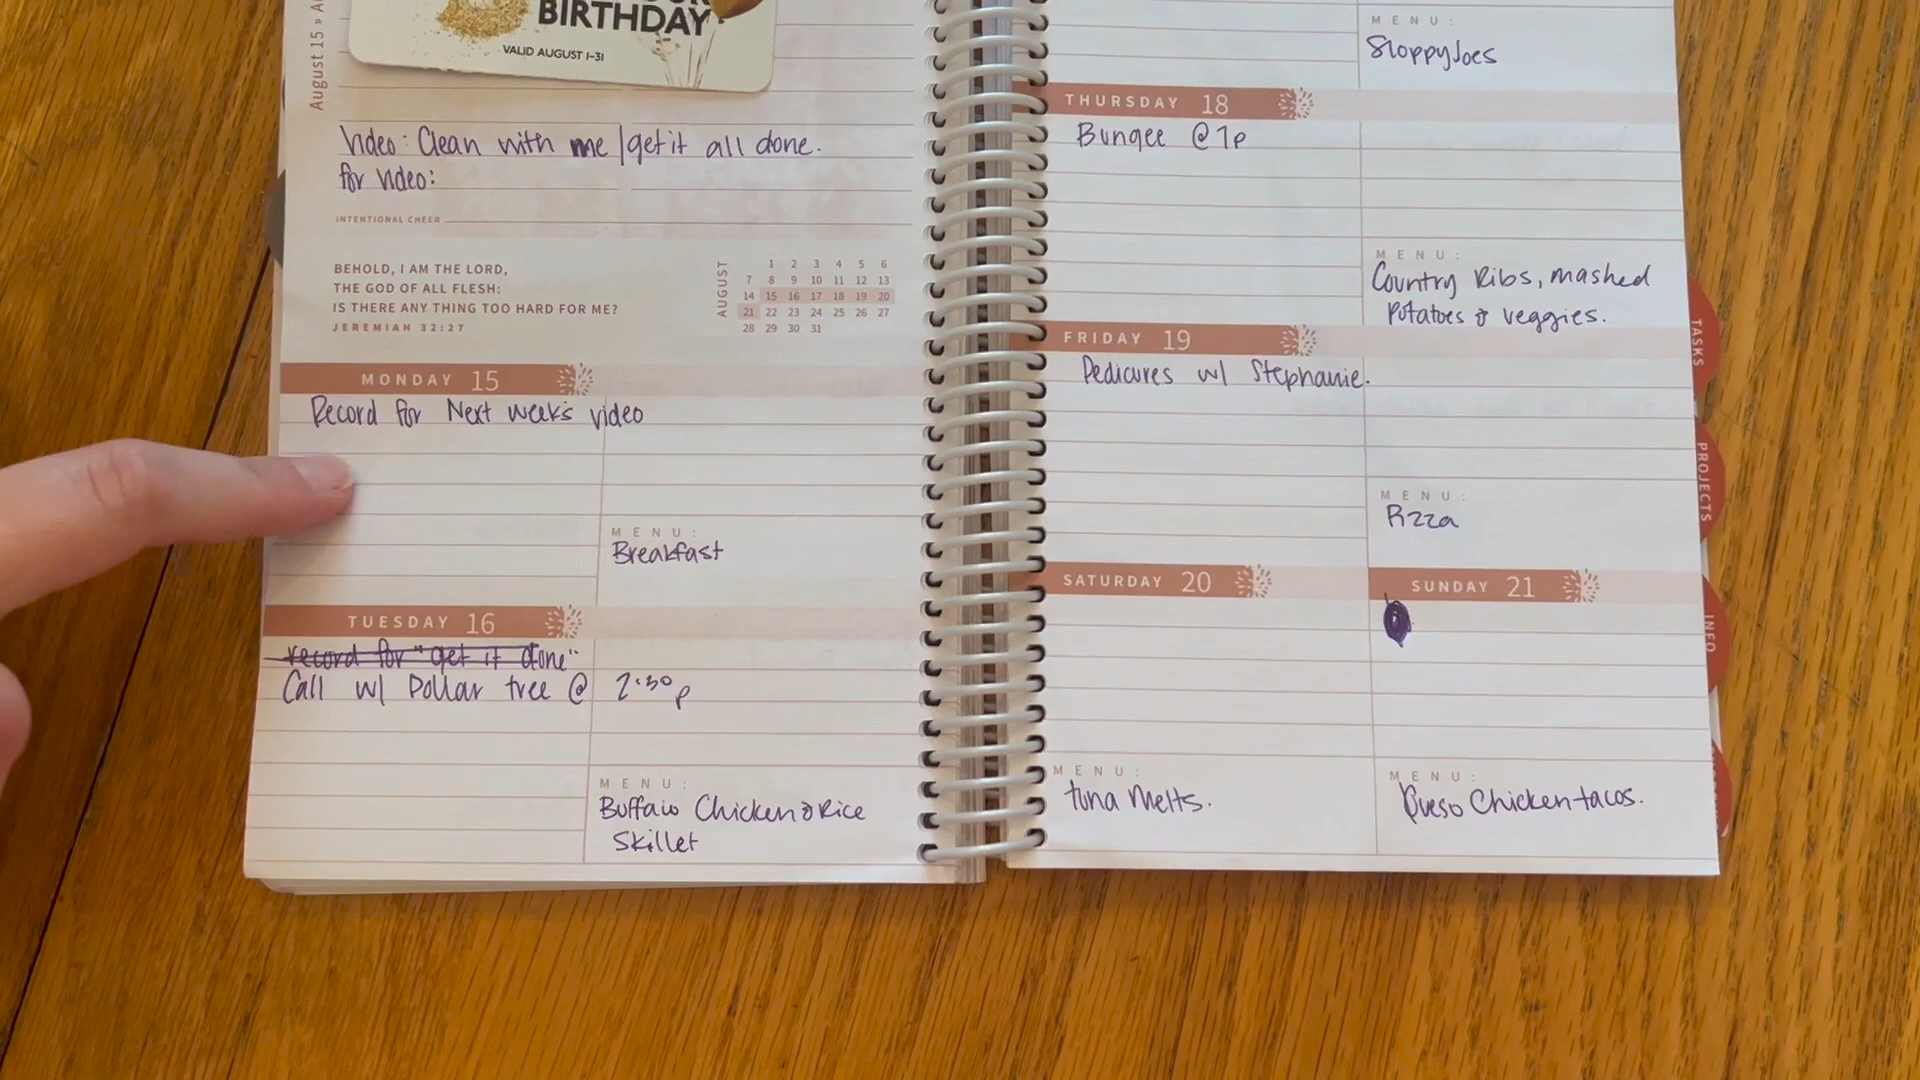 BIRTHDAY
VALID AUGUST 1-31
August 15 »
Video: Clean with me | get it all done.
for video:
INTENTIONAL CHEER
BEHOLD, I AM THE LORD,
THE GOD OF ALL FLESH:
IS THERE ANY THING TOO HARD FOR ME?
JEREMIAH 32:27
AUGUST
1 2 3 4 5 6
7 8 9 10 11 12 13
14 15 16 17 18 19 20
21 22 23 24 25 26 27
28 29 30 31
MONDAY 15
Record for Next week's video
MENU:
Breakfast
TUESDAY 16
record for "get it done"
Call w/ Dollar tree @ 2:30p
MENU:
Buffalo Chicken & Rice
Skillet
MENU:
Sloppy Joes
THURSDAY 18
Bungee @ 7p
MENU:
Country Ribs, mashed
Potatoes & veggies.
FRIDAY 19
Pedicures w/ Stephanie.
MENU:
Pizza
SATURDAY 20
MENU:
tuna Melts.
SUNDAY 21
MENU:
Queso Chicken tacos.
TASKS
PROJECTS
INFO